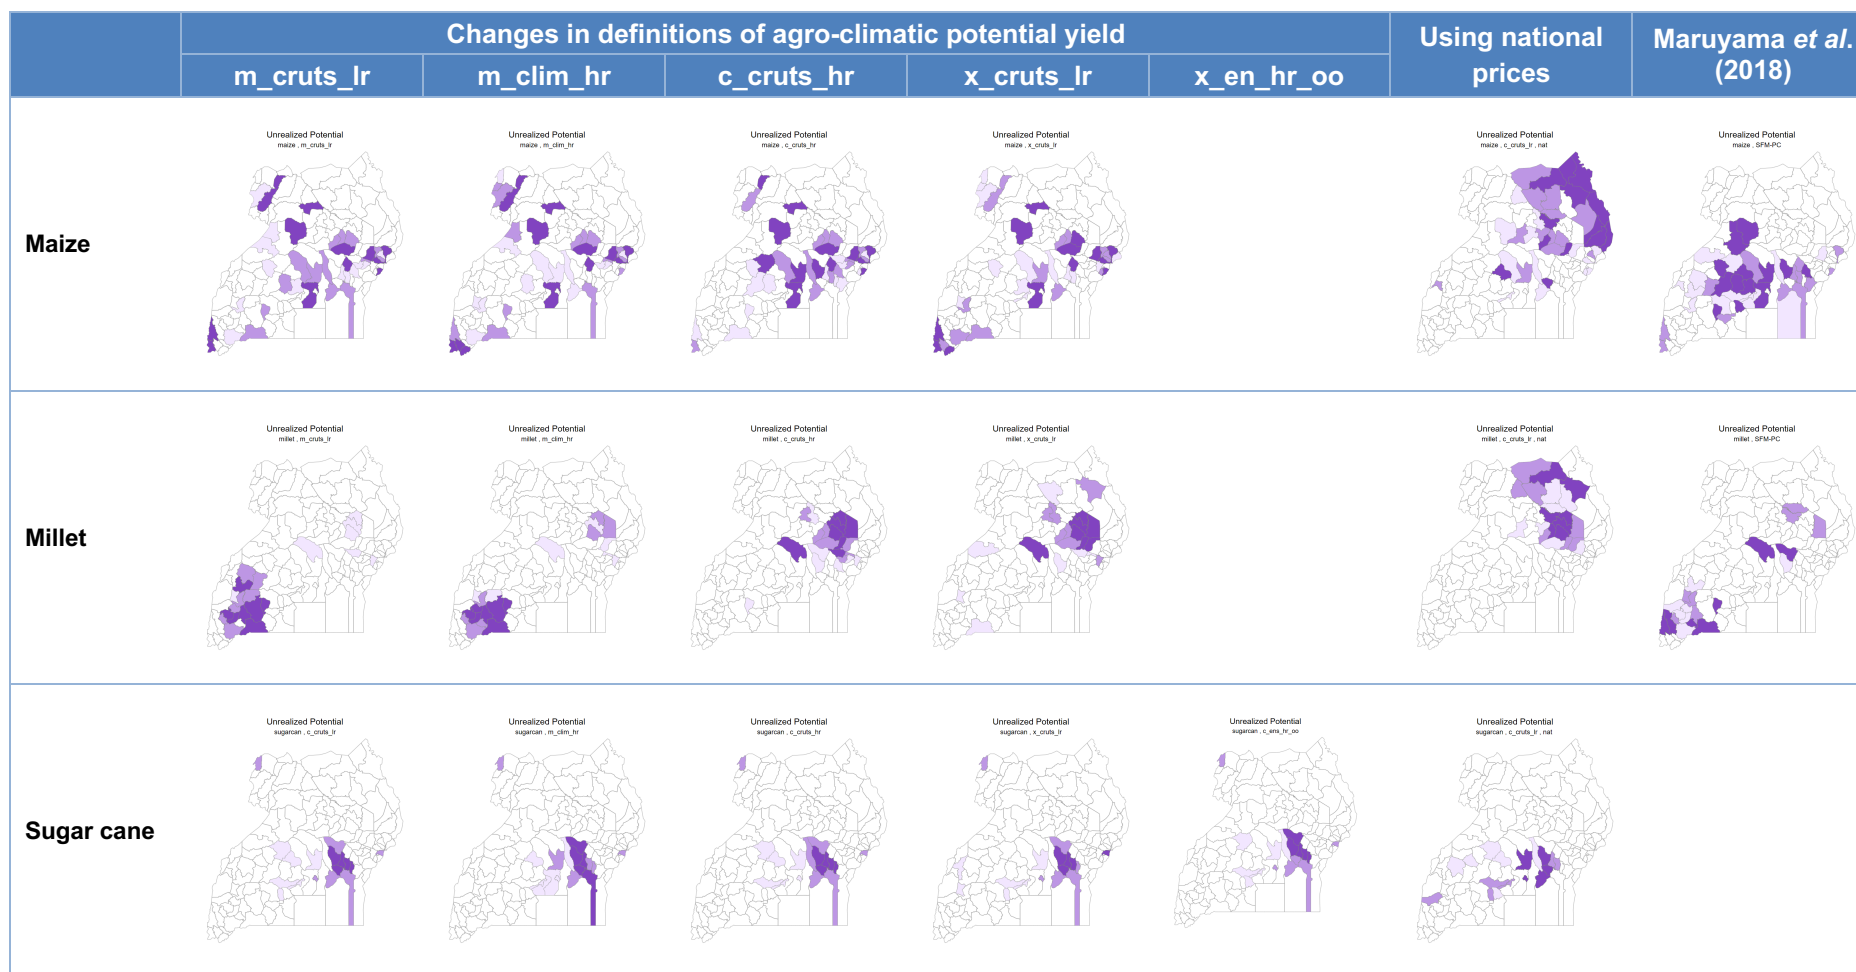 Changes in definitions of agro-climatic potential yield
Using national prices
Maruyama et al. (2018)
m_cruts_lr
m_clim_hr
c_cruts_hr
x_cruts_lr
x_en_hr_oo
Maize
Unrealized Potential
maize , m_cruts_lr
Unrealized Potential
maize , m_clim_hr
Unrealized Potential
maize , c_cruts_hr
Unrealized Potential
maize , x_cruts_lr
Unrealized Potential
maize , c_cruts_lr , nat
Unrealized Potential
maize , SFM-PC
Millet
Unrealized Potential
millet , m_cruts_lr
Unrealized Potential
millet , m_clim_hr
Unrealized Potential
millet , c_cruts_hr
Unrealized Potential
millet , x_cruts_lr
Unrealized Potential
millet , c_cruts_lr , nat
Unrealized Potential
millet , SFM-PC
Sugar cane
Unrealized Potential
sugarcan , c_cruts_lr
Unrealized Potential
sugarcan , m_clim_hr
Unrealized Potential
sugarcan , c_cruts_hr
Unrealized Potential
sugarcan , x_cruts_lr
Unrealized Potential
sugarcan , c_ens_hr_oo
Unrealized Potential
sugarcan , c_cruts_lr , nat